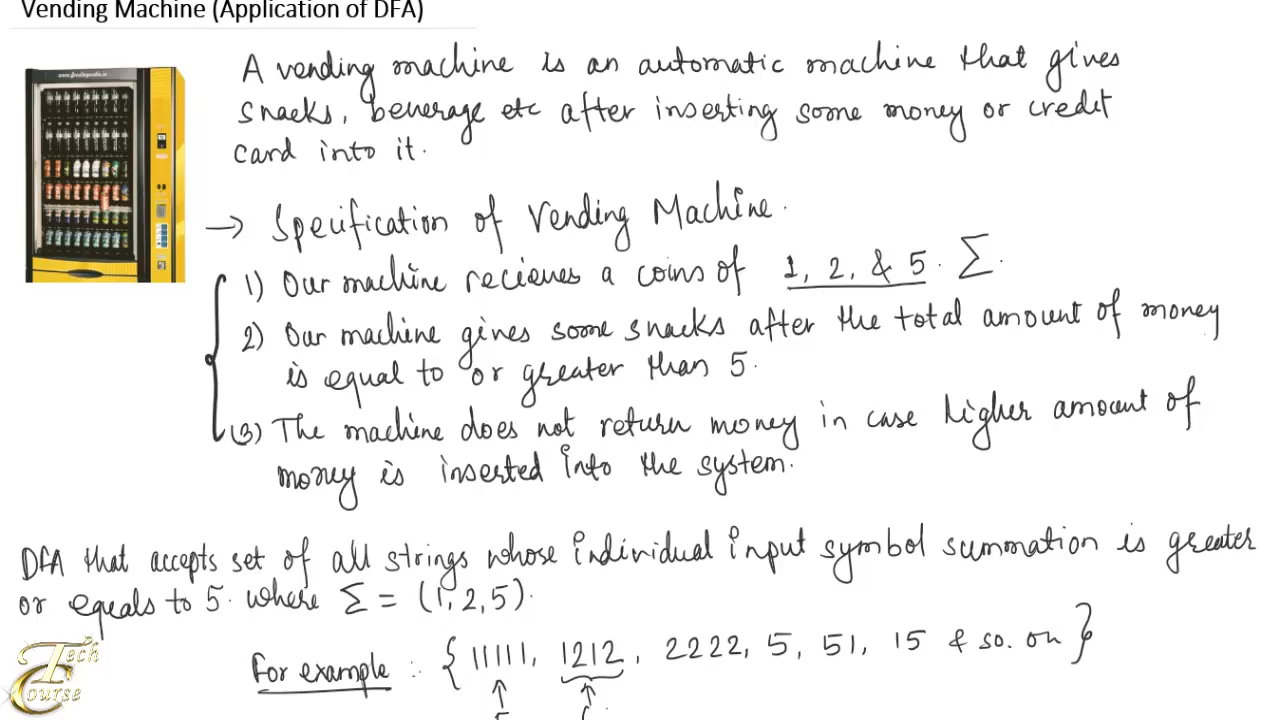 Vending Machine (Application of DFA)
A vending machine is an automatic machine that gives
snacks, beverage etc after inserting some money or credit
card into it.
→ Specification of Vending Machine.
1) Our machine recieves a coins of 1, 2, & 5. Σ.
2) Our machine gives some snacks after the total amount of money
is equal to or greater than 5.
(3) The machine does not return money in case higher amount of
money is inserted into the system.
DFA that accepts set of all strings whose individual input symbol summation is greater
or equals to 5. where Σ = (1, 2, 5).
For example :- { 11111, 1212, 2222, 5, 51, 15 & so. on }
Tech
Course